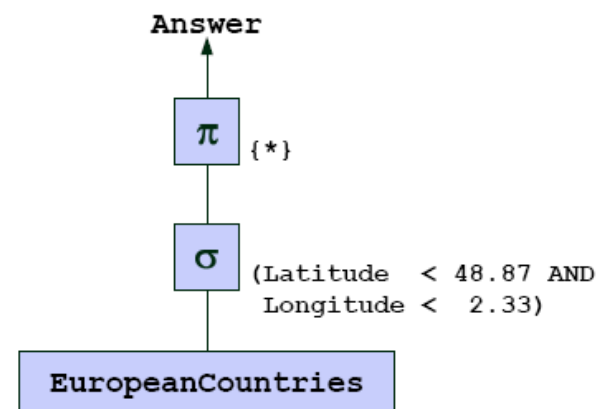 Answer
π
{*}
σ
(Latitude < 48.87 AND
Longitude < 2.33)
EuropeanCountries